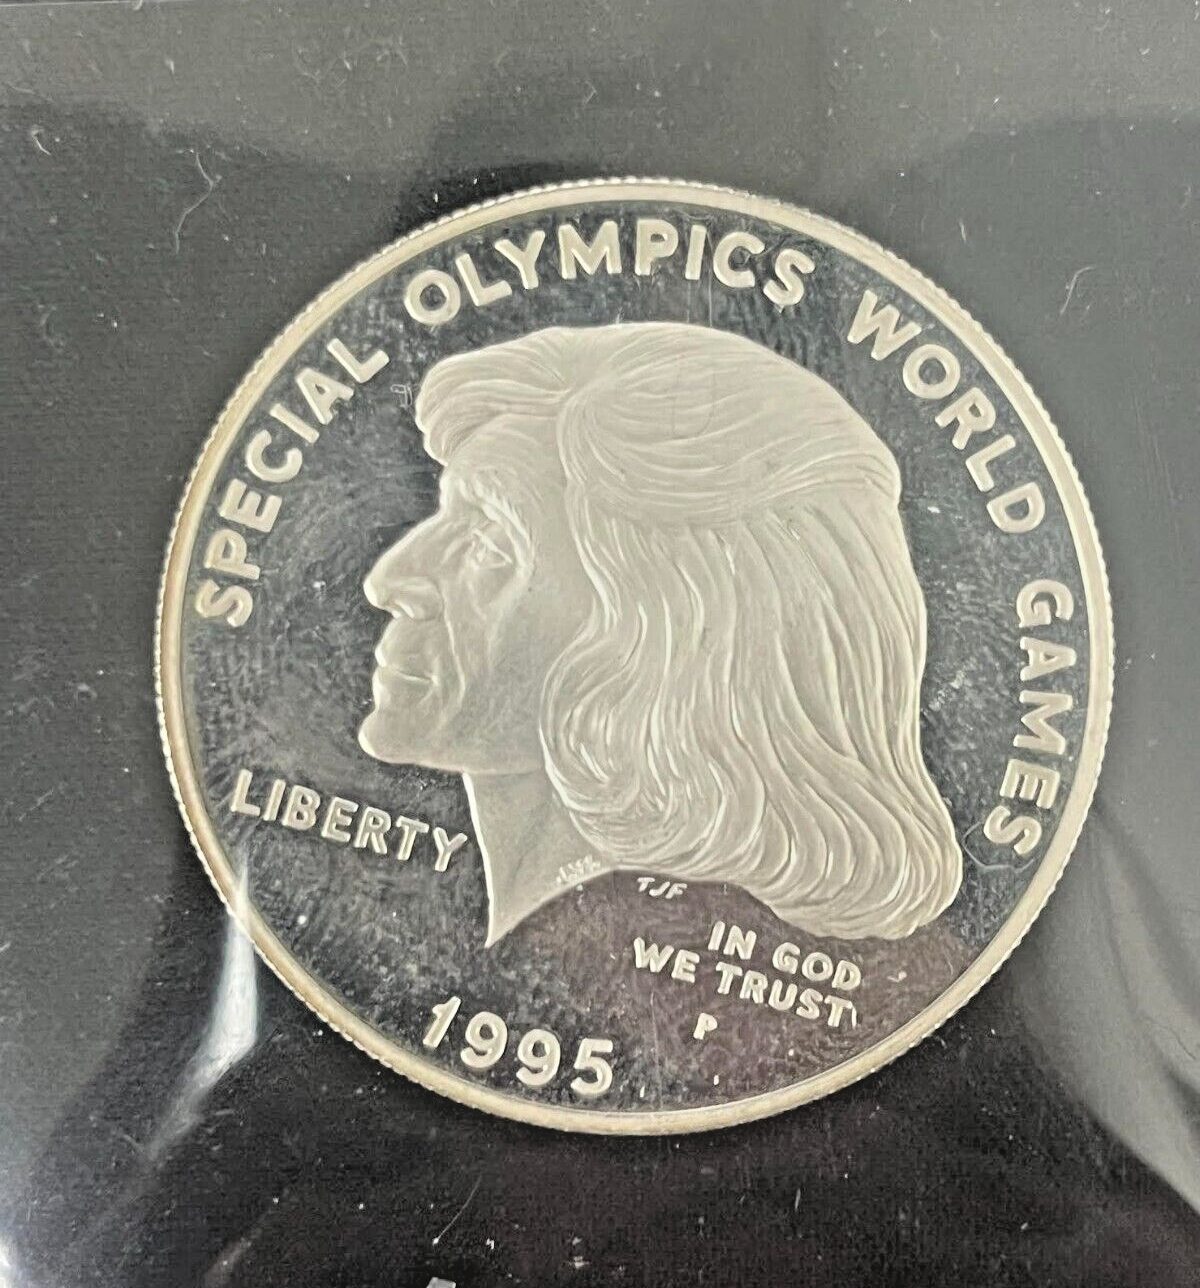 SPECIAL OLYMPICS WORLD GAMES
LIBERTY
TJF
IN GOD
WE TRUST
P
1995